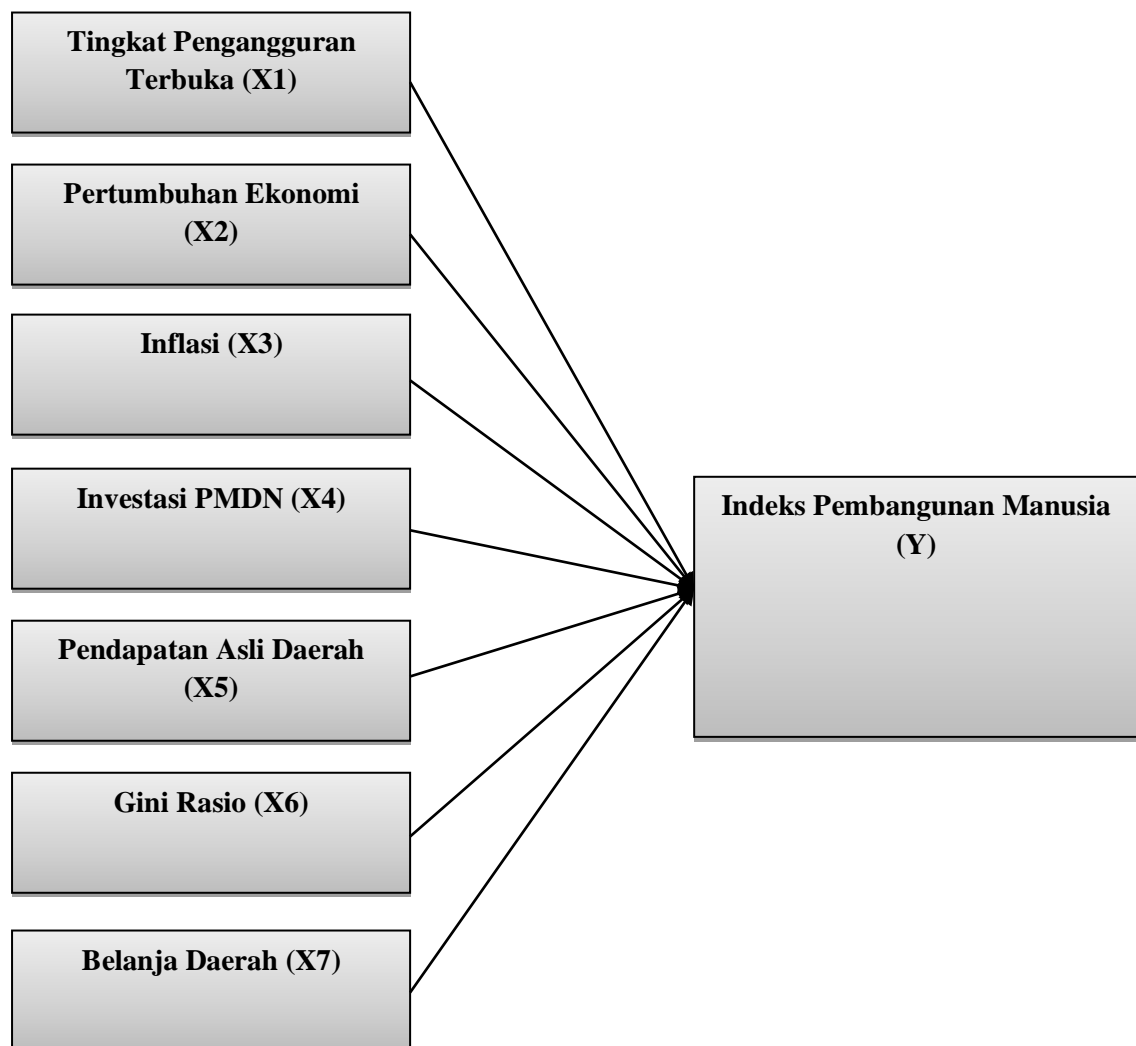 Tingkat Pengangguran
Terbuka (X1)
Pertumbuhan Ekonomi
(X2)
Inflasi (X3)
Investasi PMDN (X4)
Indeks Pembangunan Manusia
(Y)
Pendapatan Asli Daerah
(X5)
Gini Rasio (X6)
Belanja Daerah (X7)